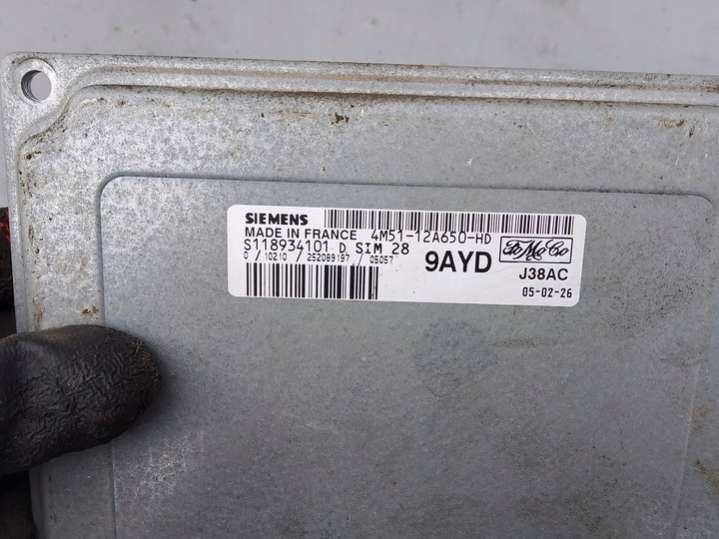 SIEMENS
MADE IN FRANCE 4M51-12A650-HD
S118934101 D SIM 28
0 / 10210 / 252089197 / 05057
9AYD
FoMoCo
J38AC
05-02-26